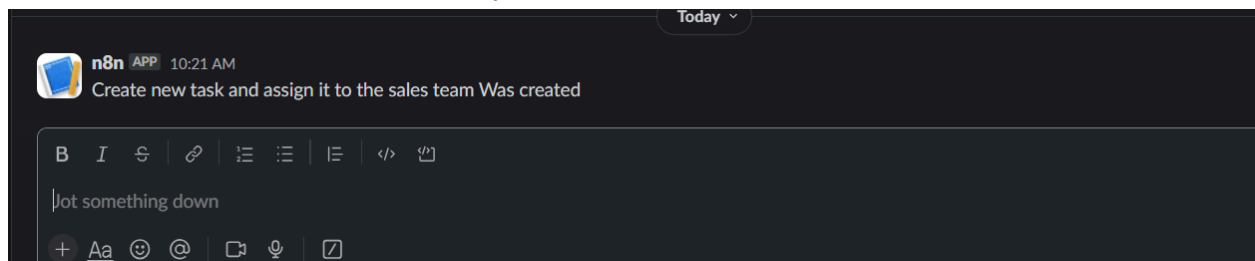 Today
n8n APP 10:21 AM
Create new task and assign it to the sales team Was created
B I S
Jot something down
+ Aa @